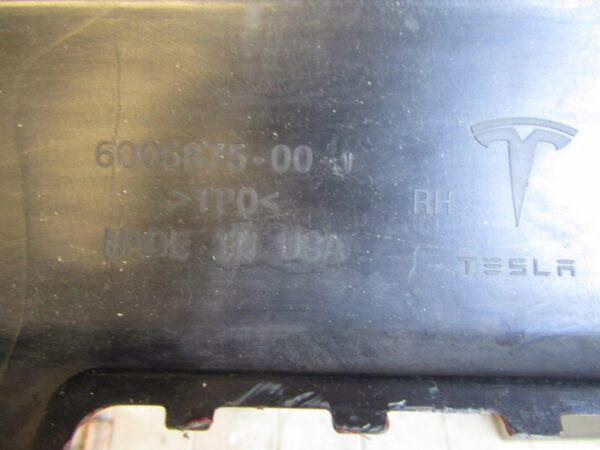 6005875-00
>TPO<
RH
MADE IN USA
TESLA